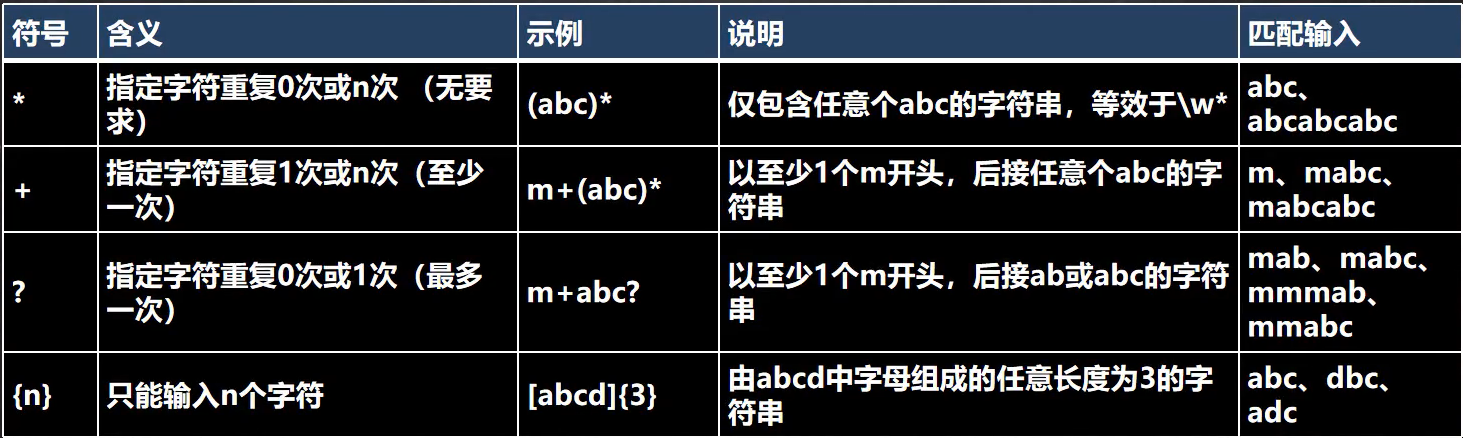 符号 含义 示例 说明 匹配输入
* 指定字符重复0次或n次 （无要求） (abc)* 仅包含任意个abc的字符串，等效于\w* abc、abcabcabc
+ 指定字符重复1次或n次（至少一次） m+(abc)* 以至少1个m开头，后接任意个abc的字符串 m、mabc、mabcabc
? 指定字符重复0次或1次（最多一次） m+abc? 以至少1个m开头，后接ab或abc的字符串 mab、mabc、mmmab、mmabc
{n} 只能输入n个字符 [abcd]{3} 由abcd中字母组成的任意长度为3的字符串 abc、dbc、adc